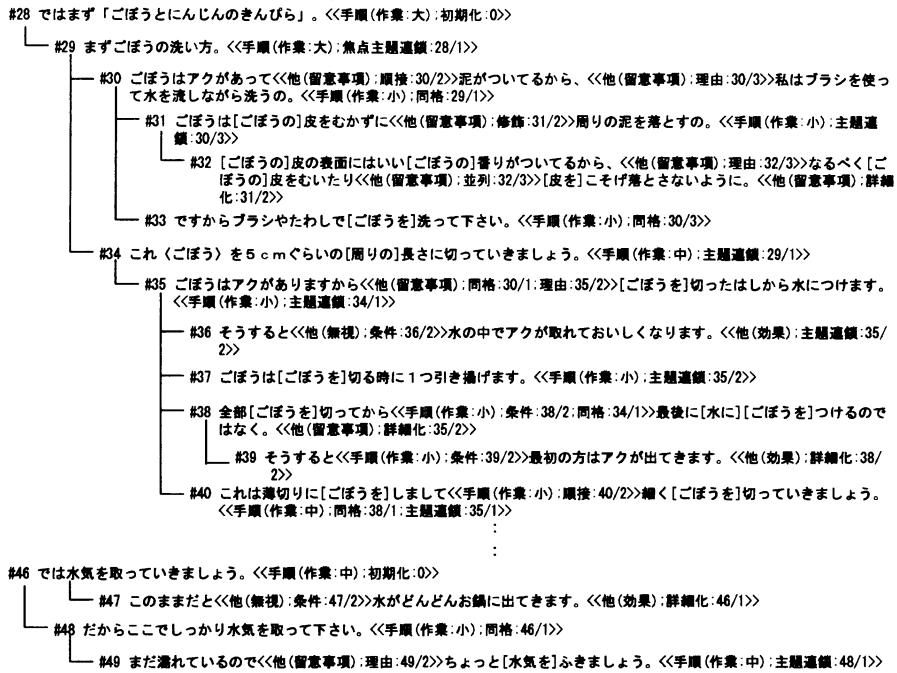 #28 ではまず「ごぼうとにんじんのきんぴら」。<<手順(作業:大);初期化:0>>
#29 まずごぼうの洗い方。<<手順(作業:大);焦点主題連鎖:28/1>>
#30 ごぼうはアクがあって<<他(留意事項);順接:30/2>>泥がついてるから、<<他(留意事項);理由:30/3>>私はブラシを使っ
て水を流しながら洗うの。<<手順(作業:小);同格:29/1>>
#31 ごぼうは[ごぼうの]皮をむかずに<<他(留意事項);修飾:31/2>>周りの泥を落とすの。<<手順(作業:小);主題連
鎖:30/3>>
#32 [ごぼうの]皮の表面にはいい[ごぼうの]香りがついてるから、<<他(留意事項);理由:32/3>>なるべく[ご
ぼうの]皮をむいたり<<他(留意事項);並列:32/3>>[皮を]こそげ落とさないように。<<他(留意事項);詳細
化:31/2>>
#33 ですからブラシやたわしで[ごぼうを]洗って下さい。<<手順(作業:小);同格:30/3>>
#34 これ〈ごぼう〉を5cmぐらいの[周りの]長さに切っていきましょう。<<手順(作業:中);主題連鎖:29/1>>
#35 ごぼうはアクがありますから<<他(留意事項);同格:30/1;理由:35/2>>[ごぼうを]切ったはしから水につけます。
<<手順(作業:小);主題連鎖:34/1>>
#36 そうすると<<他(無視);条件:36/2>>水の中でアクが取れておいしくなります。<<他(効果);主題連鎖:35/
2>>
#37 ごぼうは[ごぼうを]切る時に1つ引き揚げます。<<手順(作業:小);主題連鎖:35/2>>
#38 全部[ごぼうを]切ってから<<手順(作業:小);条件:38/2;同格:34/1>>最後に[水に][ごぼうを]つけるので
はなく。<<他(留意事項);詳細化:35/2>>
#39 そうすると<<手順(作業:小);条件:39/2>>最初の方はアクが出てきます。<<他(効果);詳細化:38/
2>>
#40 これは薄切りに[ごぼうを]しまして<<手順(作業:小);順接:40/2>>細く[ごぼうを]切っていきましょう。
<<手順(作業:中);同格:38/1;主題連鎖:35/1>>
:
:
#46 では水気を取っていきましょう。<<手順(作業:中);初期化:0>>
#47 このままだと<<他(無視);条件:47/2>>水がどんどんお鍋に出てきます。<<他(効果);詳細化:46/1>>
#48 だからここでしっかり水気を取って下さい。<<手順(作業:小);同格:46/1>>
#49 まだ濡れているので<<他(留意事項);理由:49/2>>ちょっと[水気を]ふきましょう。<<手順(作業:中);主題連鎖:48/1>>